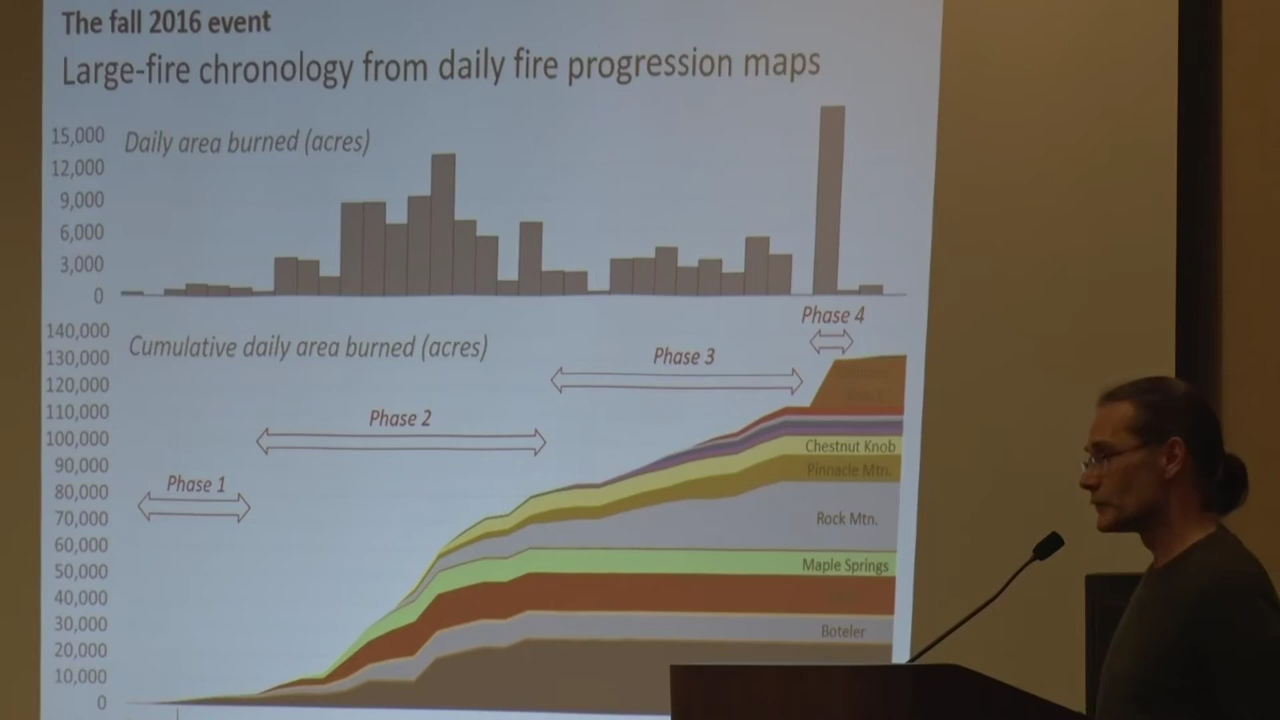 The fall 2016 event
Large-fire chronology from daily fire progression maps
Daily area burned (acres)
15,000
12,000
9,000
6,000
3,000
0
Phase 4
Cumulative daily area burned (acres)
Phase 3
Phase 2
Phase 1
140,000
130,000
120,000
110,000
100,000
90,000
80,000
70,000
60,000
50,000
40,000
30,000
20,000
10,000
0
Chestnut Knob
Pinnacle Mtn.
Rock Mtn.
Maple Springs
Boteler